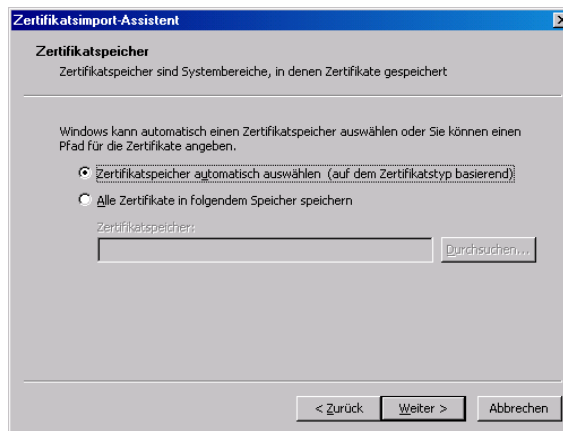 Zertifikatsimport-Assistent
Zertifikatspeicher
Zertifikatspeicher sind Systembereiche, in denen Zertifikate gespeichert
Windows kann automatisch einen Zertifikatspeicher auswählen oder Sie können einen
Pfad für die Zertifikate angeben.
Zertifikatspeicher automatisch auswählen (auf dem Zertifikatstyp basierend)
Alle Zertifikate in folgendem Speicher speichern
Zertifikatspeicher:
Durchsuchen...
< Zurück Weiter > Abbrechen